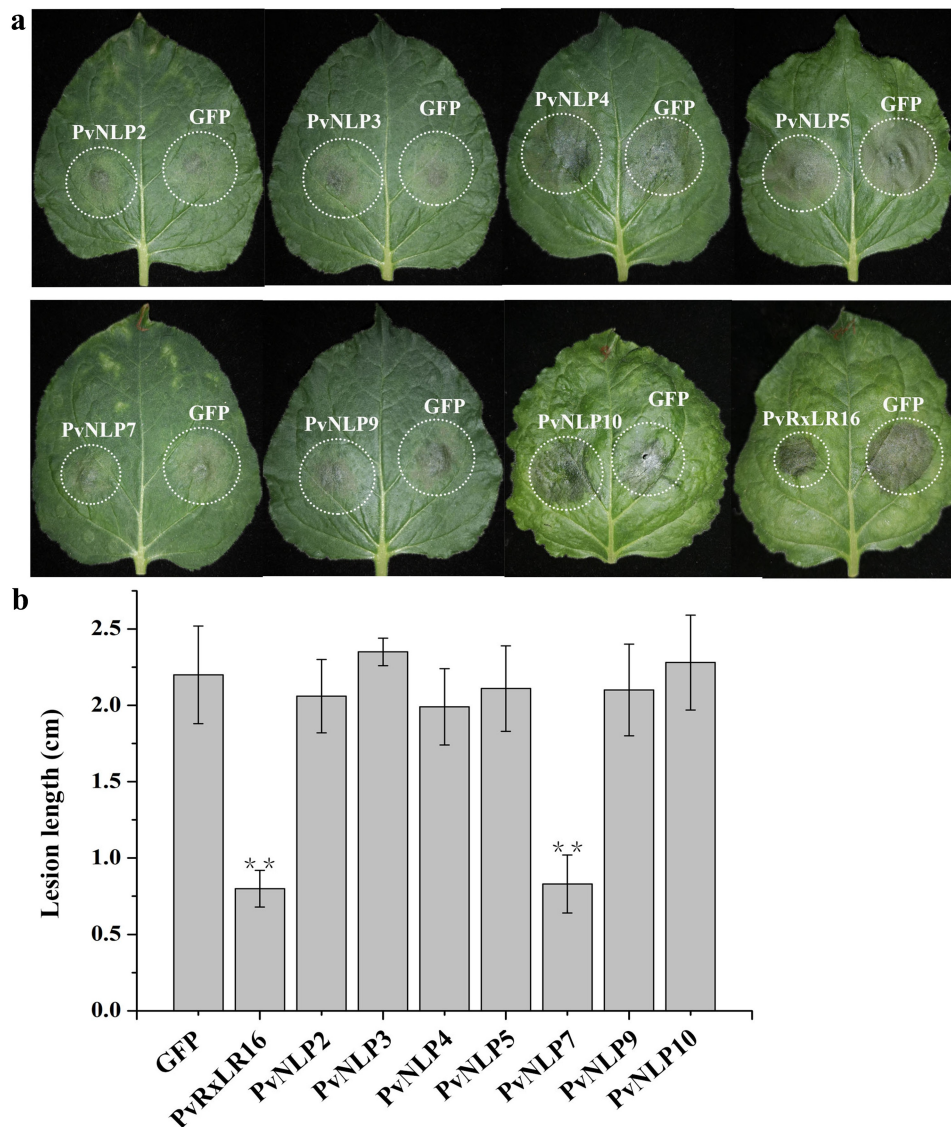 a
PvNLP2 GFP
PvNLP3 GFP
PvNLP4 GFP
PvNLP5 GFP
PvNLP7 GFP
PvNLP9 GFP
PvNLP10 GFP
PvRxLR16 GFP
b
Lesion length (cm)
2.5
2.0
1.5
1.0
0.5
0.0
**
**
GFP
PvRxLR16
PvNLP2
PvNLP3
PvNLP4
PvNLP5
PvNLP7
PvNLP9
PvNLP10